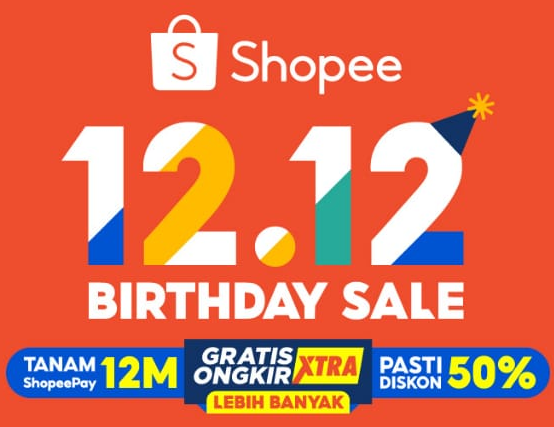 S Shopee
12.12
BIRTHDAY SALE
TANAM
ShopeePay
12M
GRATIS
ONGKIR
XTRA
LEBIH BANYAK
PASTI
DISKON
50%